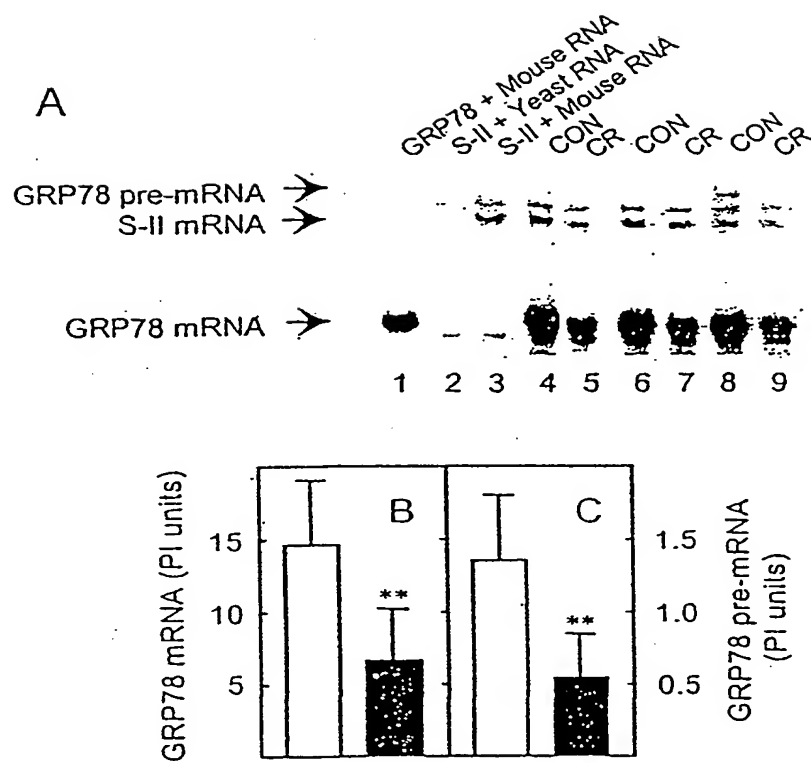 A
GRP78 + Mouse RNA
S-II + Yeast RNA
S-II + Mouse RNA
CON
CR
CON
CR
CON
CR
GRP78 pre-mRNA
S-II mRNA
GRP78 mRNA
1 2 3 4 5 6 7 8 9
GRP78 mRNA (PI units)
15
10
5
B
**
C
**
1.5
1.0
0.5
GRP78 pre-mRNA
(PI units)